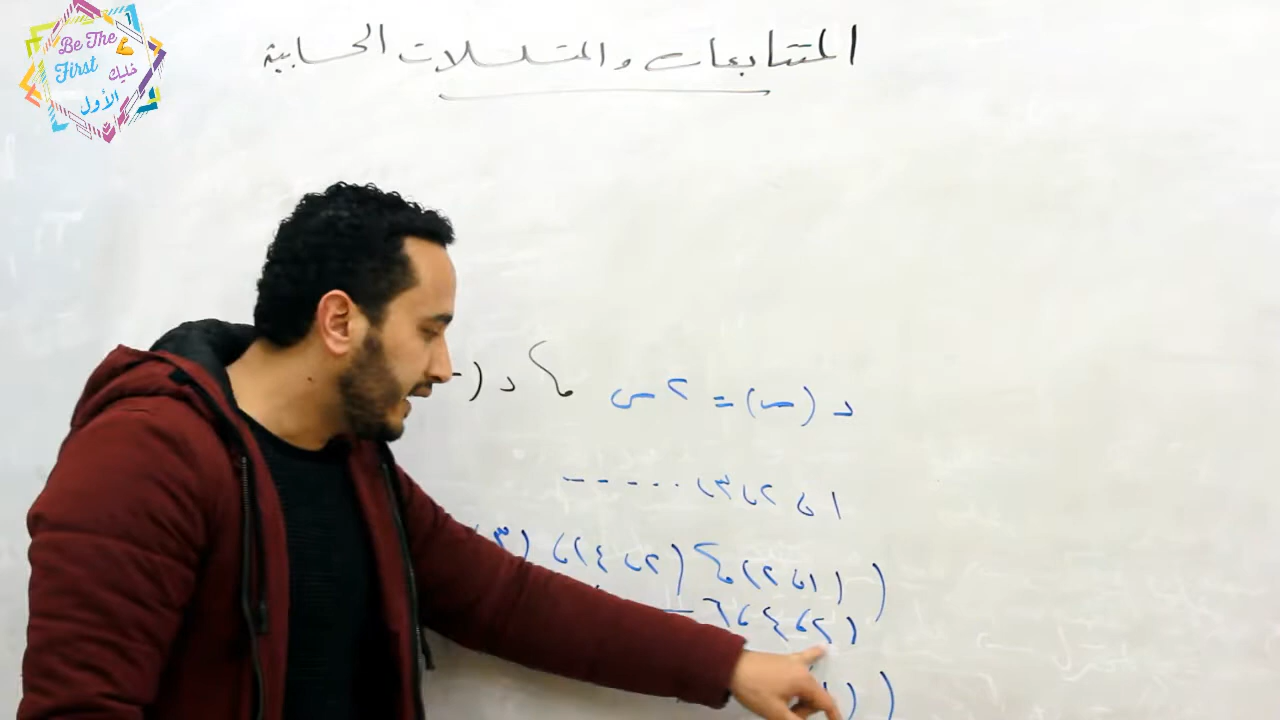 Be The
First
خليك
الأول
المتتابعات والمتسلسلات الحسابية
د (س) = ٢ س
د (
١ ، ٢ ، ٣ ، ..... - - - -
( (١ ، ٢) ، (٢ ، ٤) ، (٣
(٢ ، ٤ ، ٦ -